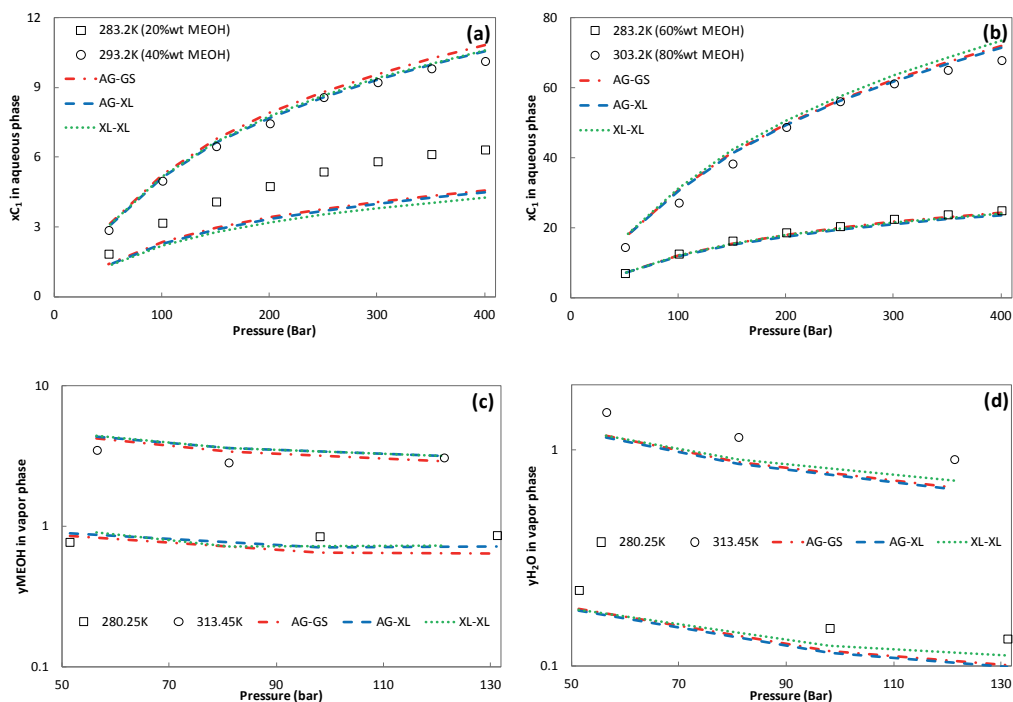 (a)
283.2K (20%wt MEOH)
293.2K (40%wt MEOH)
AG-GS
AG-XL
XL-XL
xC1 in aqueous phase
12
9
6
3
0
0 100 200 300 400
Pressure (Bar)
(b)
283.2K (60%wt MEOH)
303.2K (80%wt MEOH)
AG-GS
AG-XL
XL-XL
xC1 in aqueous phase
80
60
40
20
0
0 100 200 300 400
Pressure (Bar)
(c)
yMEOH in vapor phase
10
1
0.1
280.25K 313.45K AG-GS AG-XL XL-XL
50 70 90 110 130
Pressure (bar)
(d)
yH2O in vapor phase
1
0.1
280.25K 313.45K AG-GS AG-XL XL-XL
50 70 90 110 130
Pressure (bar)